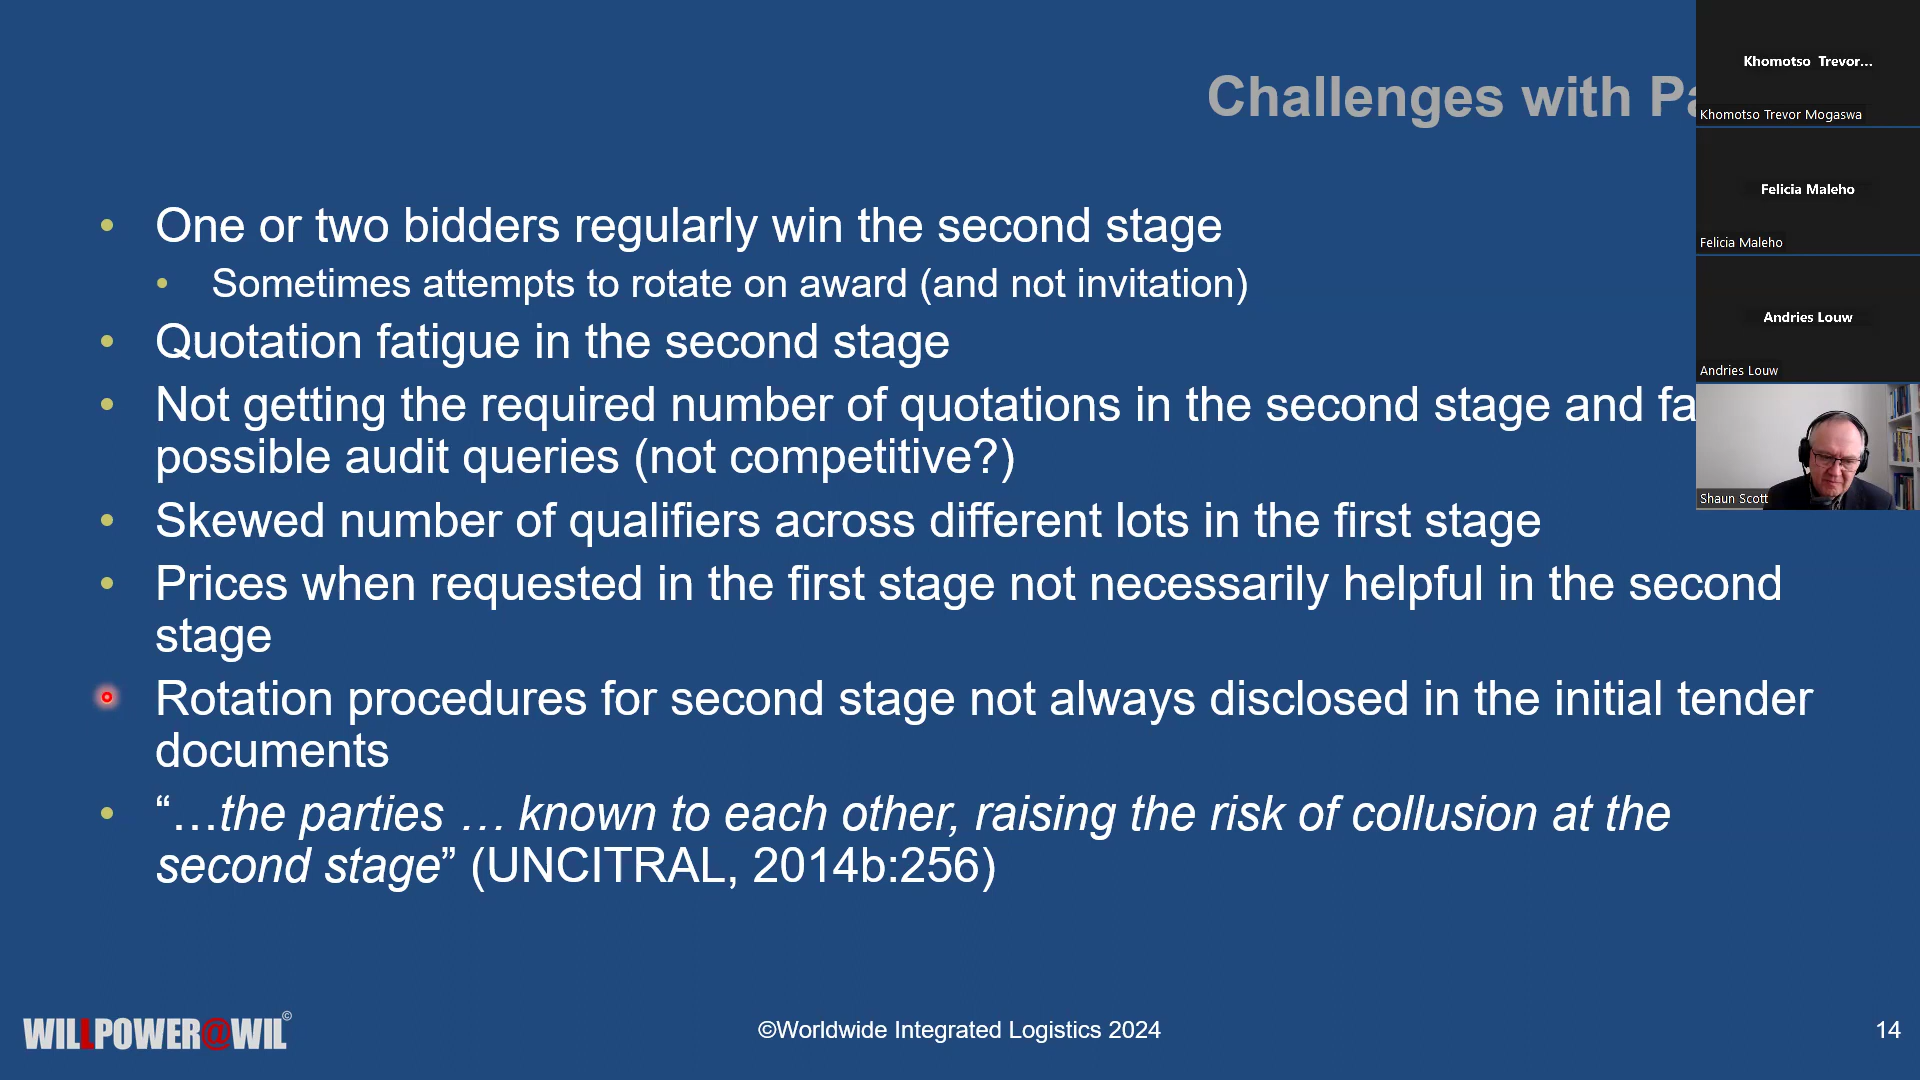 Challenges with
One or two bidders regularly win the second stage
Sometimes attempts to rotate on award (and not invitation)
Quotation fatigue in the second stage
Not getting the required number of quotations in the second stage and
possible audit queries (not competitive?)
Skewed number of qualifiers across different lots in the first stage
Prices when requested in the first stage not necessarily helpful in the second
stage
Rotation procedures for second stage not always disclosed in the initial tender
documents
“…the parties … known to each other, raising the risk of collusion at the
second stage” (UNCITRAL, 2014b:256)
WILLPOWER@WIL©
©Worldwide Integrated Logistics 2024
14
Khomotso Trevor...
Khomotso Trevor Mogaswa
Felicia Maleho
Felicia Maleho
Andries Louw
Andries Louw
Shaun Scott